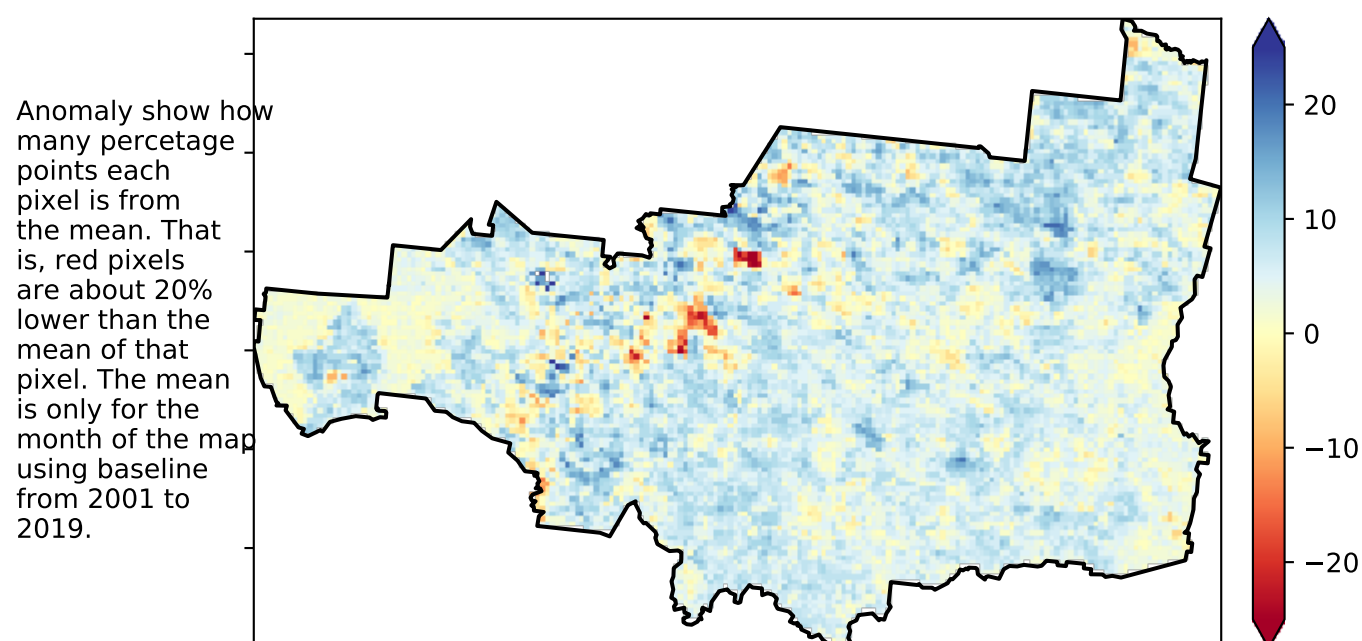 Anomaly show how
many percetage
points each
pixel is from
the mean. That
is, red pixels
are about 20%
lower than the
mean of that
pixel. The mean
is only for the
month of the map
using baseline
from 2001 to
2019.
20
10
0
−10
−20